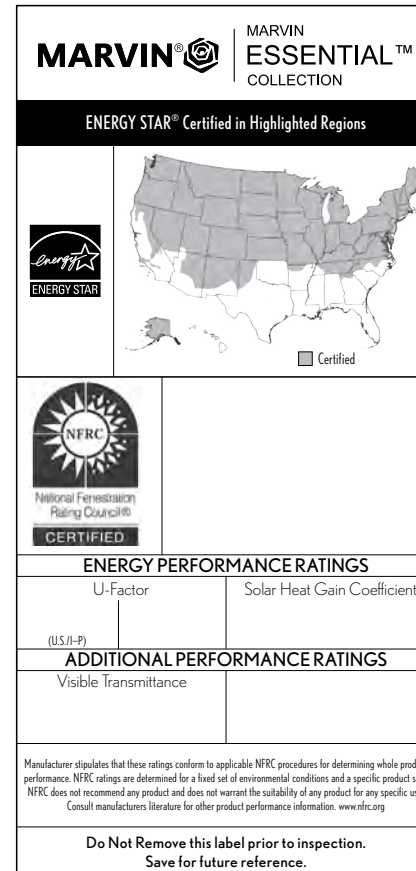 MARVIN®
MARVIN
ESSENTIAL™
COLLECTION
ENERGY STAR® Certified in Highlighted Regions
energy
ENERGY STAR
Certified
NFRC
National Fenestration
Rating Council®
CERTIFIED
ENERGY PERFORMANCE RATINGS
U-Factor
Solar Heat Gain Coefficient
(U.S./I–P)
ADDITIONAL PERFORMANCE RATINGS
Visible Transmittance
Manufacturer stipulates that these ratings conform to applicable NFRC procedures for determining whole prod
performance. NFRC ratings are determined for a fixed set of environmental conditions and a specific product s
NFRC does not recommend any product and does not warrant the suitability of any product for any specific us
Consult manufacturers literature for other product performance information. www.nfrc.org
Do Not Remove this label prior to inspection.
Save for future reference.